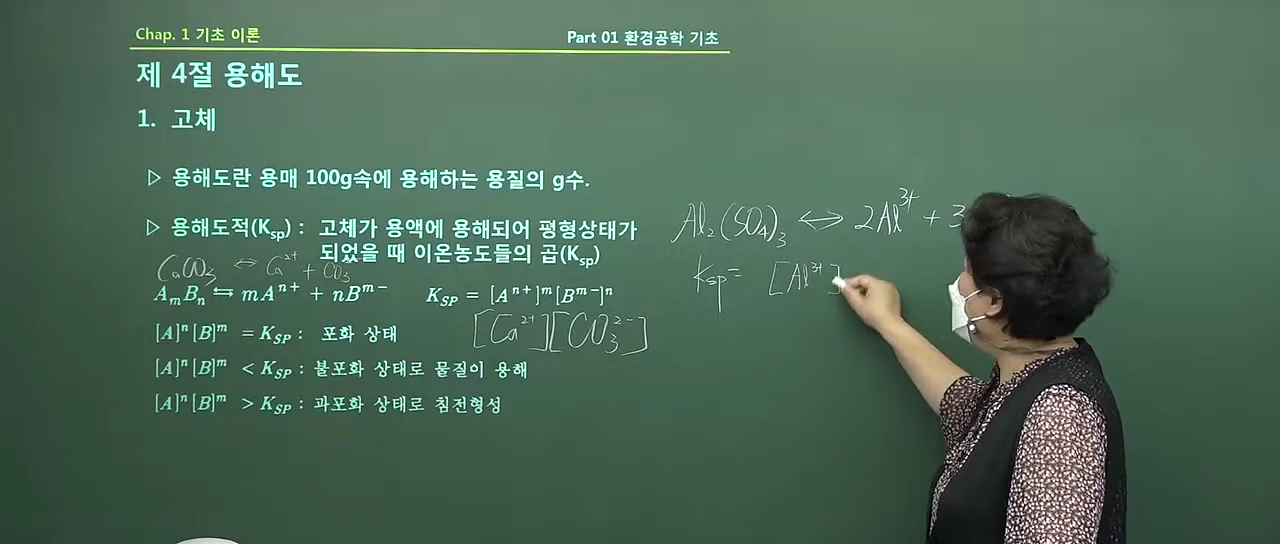 Chap. 1 기초 이론
Part 01 환경공학 기초
제 4절 용해도
1. 고체
▷ 용해도란 용매 100g속에 용해하는 용질의 g수.
▷ 용해도적(Ksp) : 고체가 용액에 용해되어 평형상태가
되었을 때 이온농도들의 곱(Ksp)
CaCO₃ ⇔ Ca²⁺ + CO₃
AₘBₙ ⇆ mAⁿ⁺ + nBᵐ⁻ K_SP = [Aⁿ⁺]ᵐ[Bᵐ⁻]ⁿ
[Ca²⁺][CO₃²⁻]
[A]ⁿ[B]ᵐ = K_SP : 포화 상태
[A]ⁿ[B]ᵐ < K_SP : 불포화 상태로 물질이 용해
[A]ⁿ[B]ᵐ > K_SP : 과포화 상태로 침전형성
Al₂(SO₄)₃ ⇔ 2Al³⁺ + 3
Ksp = [Al³⁺]